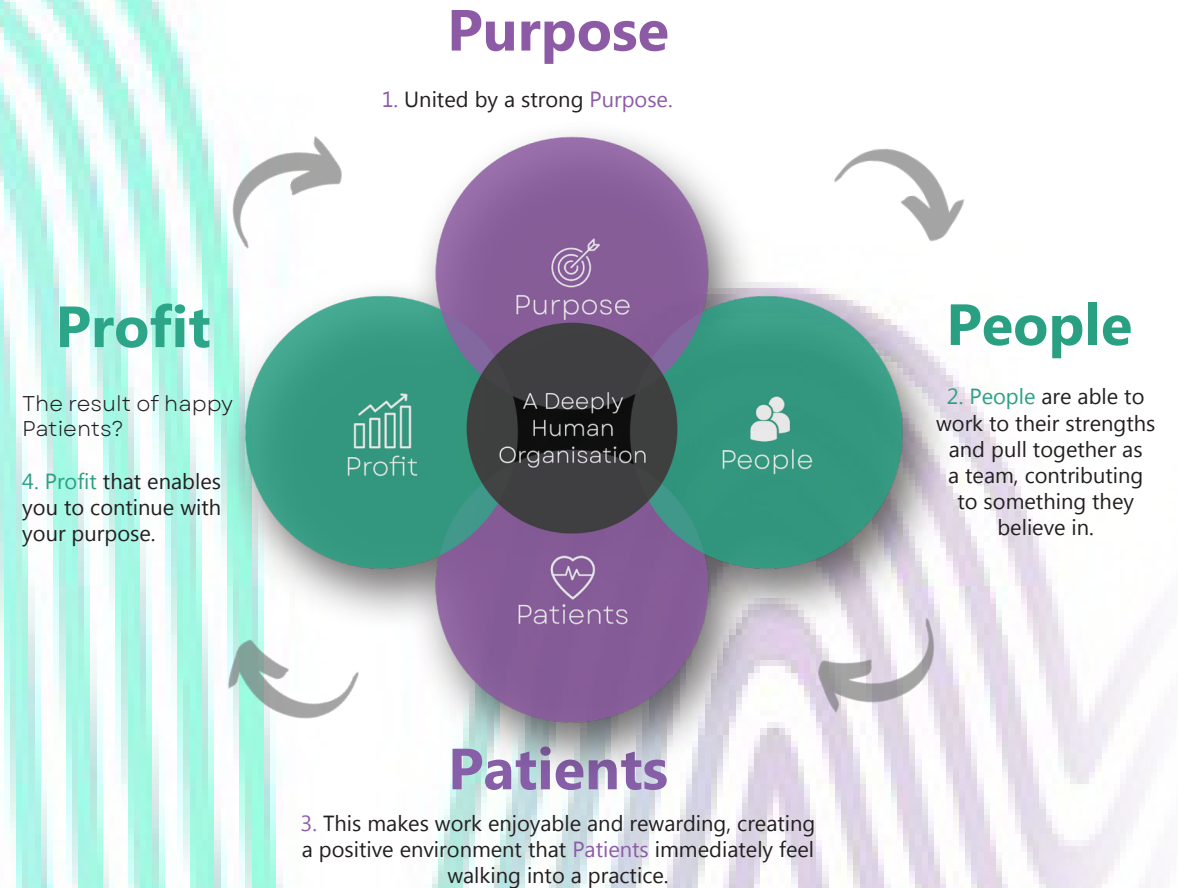 Purpose
1. United by a strong Purpose.
Purpose
Profit
The result of happy
Patients?
4. Profit that enables
you to continue with
your purpose.
Profit
A Deeply
Human
Organisation
People
People
2. People are able to
work to their strengths
and pull together as
a team, contributing
to something they
believe in.
Patients
Patients
3. This makes work enjoyable and rewarding, creating
a positive environment that Patients immediately feel
walking into a practice.